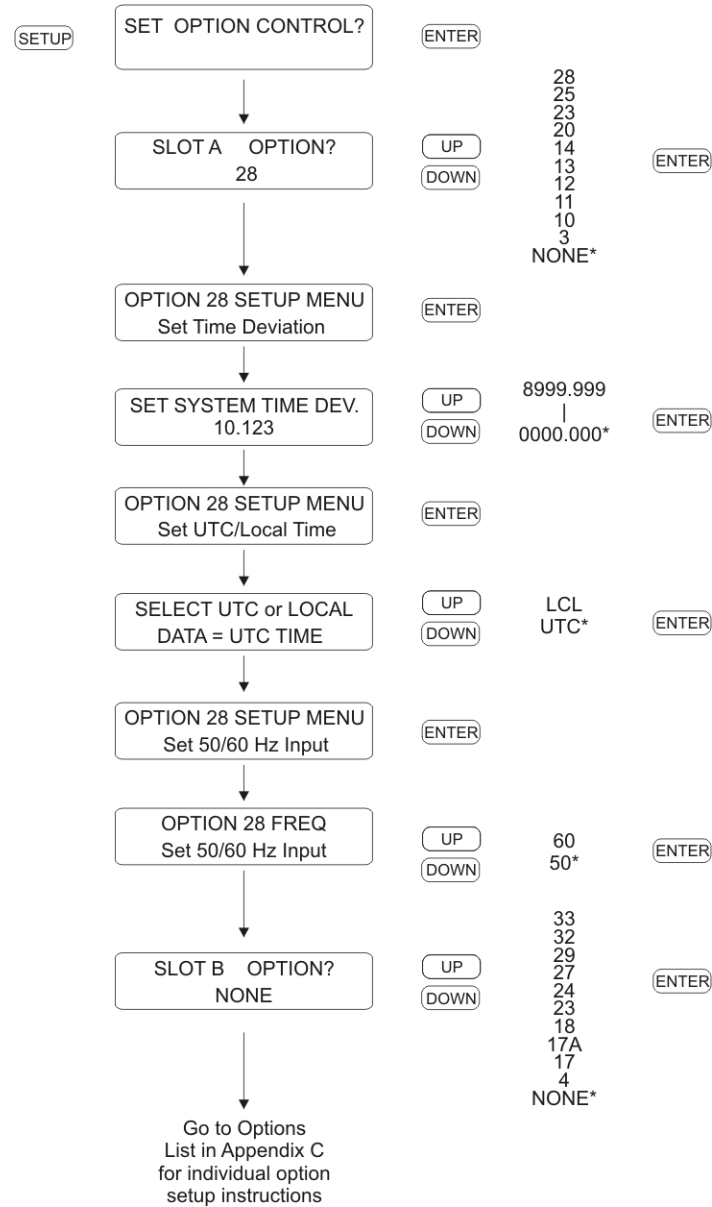 SETUP
SET OPTION CONTROL?
ENTER
SLOT A OPTION?
28
UP
DOWN
28
25
23
20
14
13
12
11
10
3
NONE*
ENTER
OPTION 28 SETUP MENU
Set Time Deviation
ENTER
SET SYSTEM TIME DEV.
10.123
UP
DOWN
8999.999
|
0000.000*
ENTER
OPTION 28 SETUP MENU
Set UTC/Local Time
ENTER
SELECT UTC or LOCAL
DATA = UTC TIME
UP
DOWN
LCL
UTC*
ENTER
OPTION 28 SETUP MENU
Set 50/60 Hz Input
ENTER
OPTION 28 FREQ
Set 50/60 Hz Input
UP
DOWN
60
50*
ENTER
SLOT B OPTION?
NONE
UP
DOWN
33
32
29
27
24
23
18
17A
17
4
NONE*
ENTER
Go to Options
List in Appendix C
for individual option
setup instructions